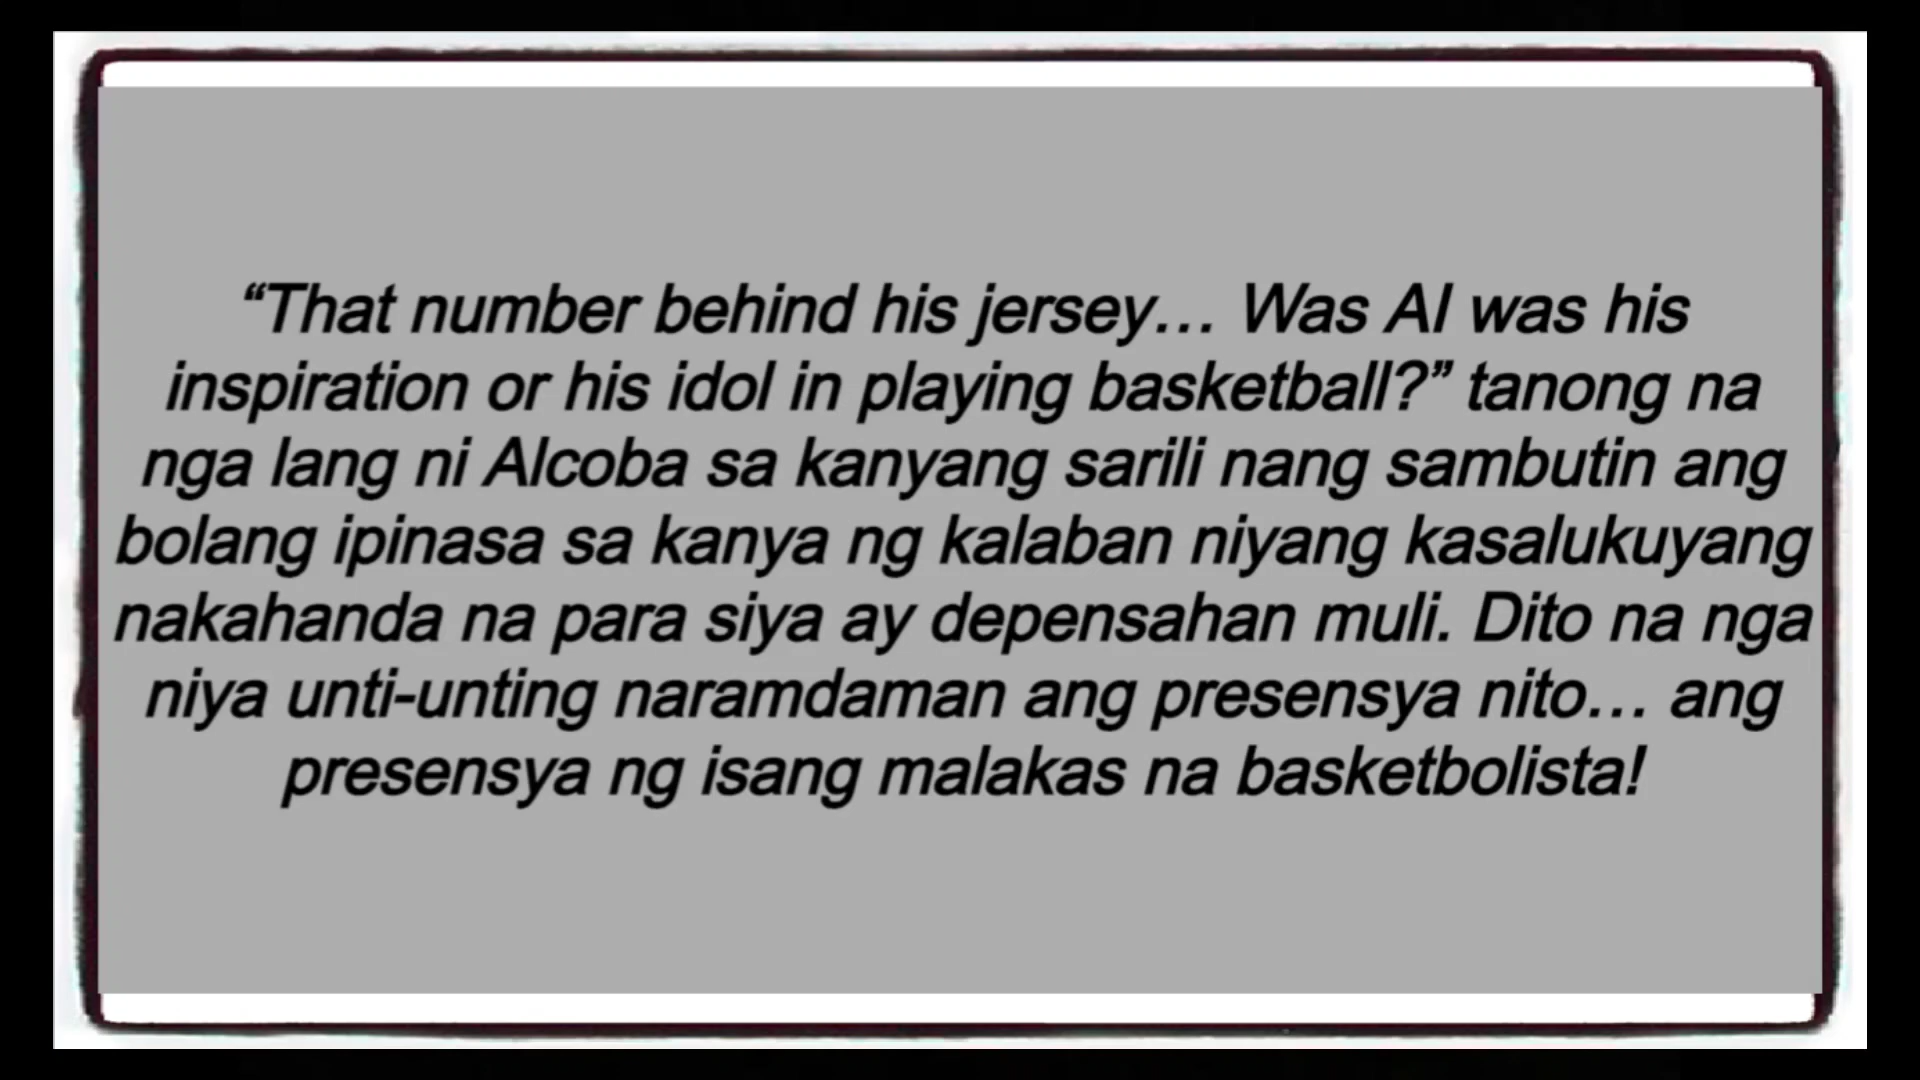 “That number behind his jersey… Was AI was his
inspiration or his idol in playing basketball?” tanong na
nga lang ni Alcoba sa kanyang sarili nang sambutin ang
bolang ipinasa sa kanya ng kalaban niyang kasalukuyang
nakahanda na para siya ay depensahan muli. Dito na nga
niya unti-unting naramdaman ang presensya nito… ang
presensya ng isang malakas na basketbolista!